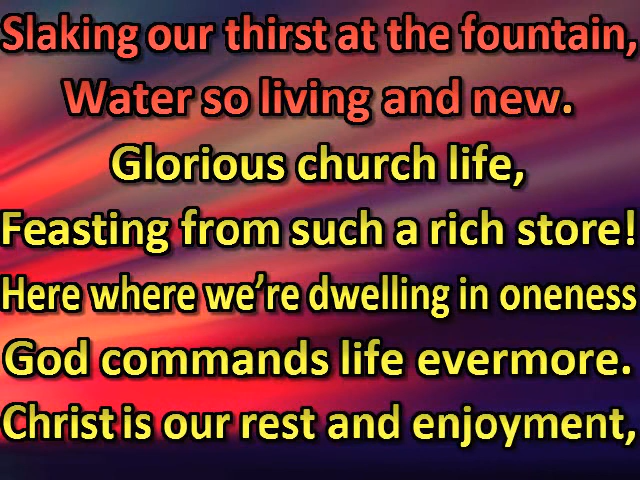 Slaking our thirst at the fountain,
Water so living and new.
Glorious church life,
Feasting from such a rich store!
Here where we’re dwelling in oneness
God commands life evermore.
Christ is our rest and enjoyment,